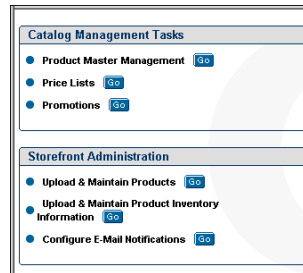 Catalog Management Tasks
Product Master Management Go
Price Lists Go
Promotions Go
Storefront Administration
Upload & Maintain Products Go
Upload & Maintain Product Inventory
Information Go
Configure E-Mail Notifications Go